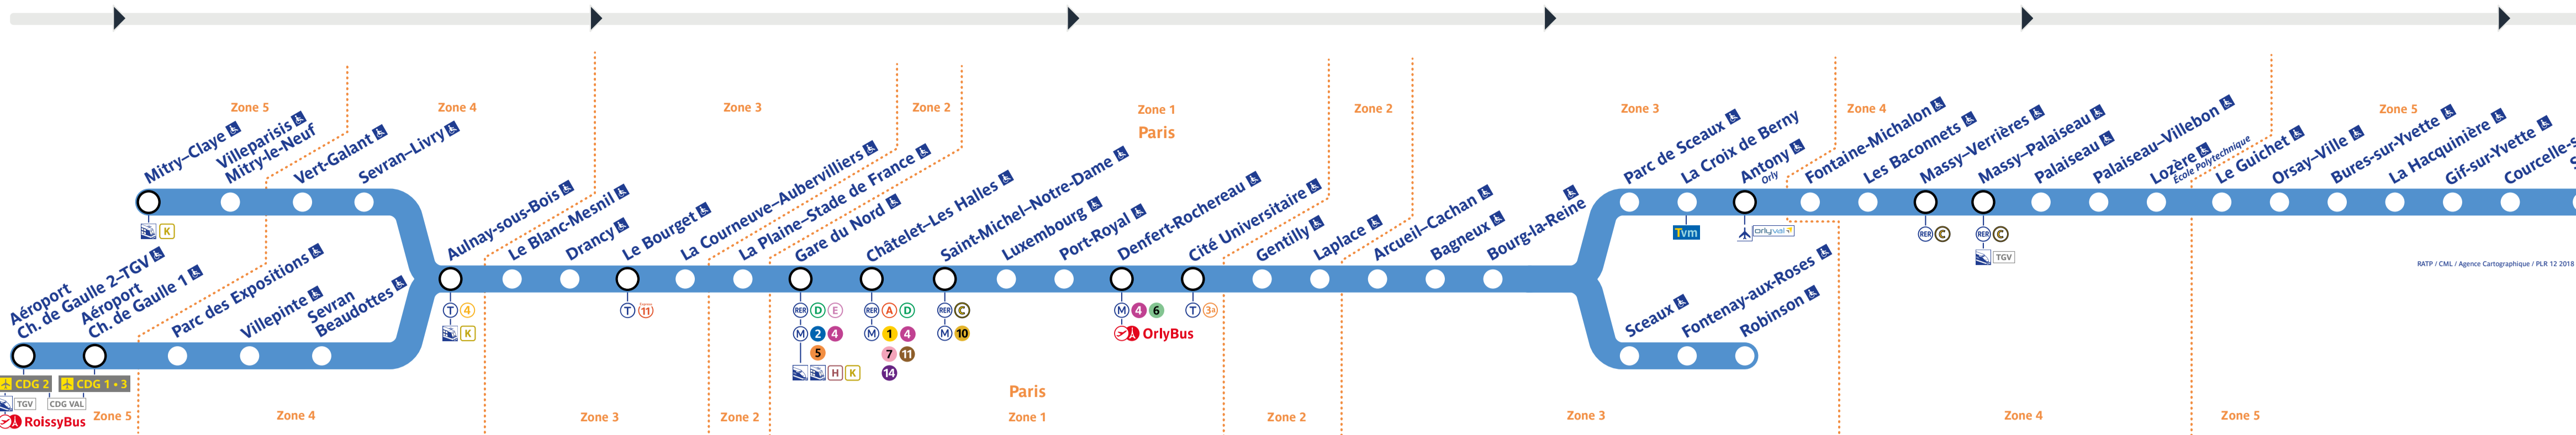 Zone 5
Zone 4
Zone 3
Zone 2
Zone 1
Paris
Zone 2
Zone 3
Zone 4
Zone 5
Mitry–Claye
Villeparisis
Mitry-le-Neuf
Vert-Galant
Sevran–Livry
K
Aéroport
Ch. de Gaulle 2–TGV
Aéroport
Ch. de Gaulle 1
Parc des Expositions
Villepinte
Sevran
Beaudottes
CDG 2
CDG 1 • 3
TGV
CDG VAL
RoissyBus
Aulnay-sous-Bois
T 4
K
Le Blanc-Mesnil
Drancy
Le Bourget
T 11
La Courneuve–Aubervilliers
La Plaine–Stade de France
Gare du Nord
RER D E
M 2 4
5
H K
Châtelet–Les Halles
RER A D
M 1 4
7 11
14
Saint-Michel–Notre-Dame
RER C
M 10
Luxembourg
Port-Royal
Denfert-Rochereau
M 4 6
OrlyBus
Cité Universitaire
T 3a
Gentilly
Laplace
Arcueil–Cachan
Bagneux
Bourg-la-Reine
Parc de Sceaux
La Croix de Berny
Tvm
Antony
Orly
orlyval
Fontaine-Michalon
Les Baconnets
Massy–Verrières
RER C
Massy–Palaiseau
RER C
TGV
Palaiseau
Palaiseau–Villebon
Lozère
École Polytechnique
Le Guichet
Orsay–Ville
Bures-sur-Yvette
La Hacquinière
Gif-sur-Yvette
Courcelle-s
Sceaux
Fontenay-aux-Roses
Robinson
RATP / CML / Agence Cartographique / PLR 12 2018
Zone 5
Zone 4
Zone 3
Zone 2
Paris
Zone 1
Zone 2
Zone 3
Zone 4
Zone 5